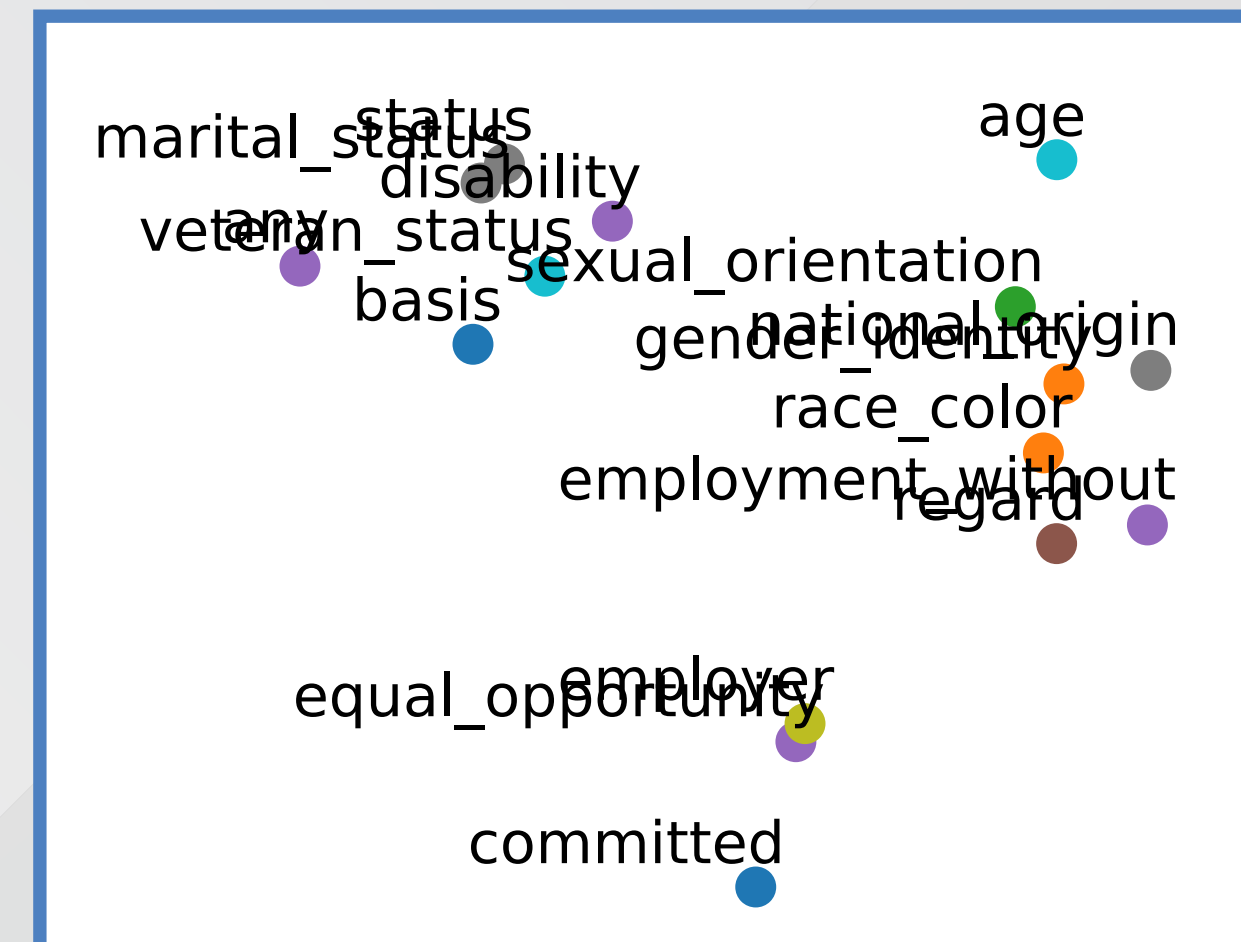 age
status
marital_status
disability
any
veteran_status
sexual_orientation
basis
national_origin
gender_identity
race_color
employment_without
regard
employer
equal_opportunity
committed